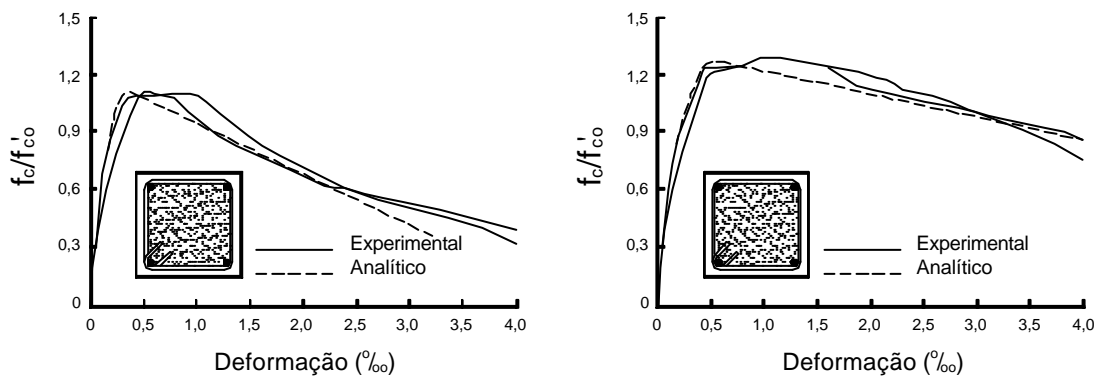 1,5
1,2
0,9
0,6
0,3
0
f_c/f'_co
0 0,5 1,0 1,5 2,0 2,5 3,0 3,5 4,0
Deformação (‰)
Experimental
Analítico
1,5
1,2
0,9
0,6
0,3
0
f_c/f'_co
0 0,5 1,0 1,5 2,0 2,5 3,0 3,5 4,0
Deformação (‰)
Experimental
Analítico